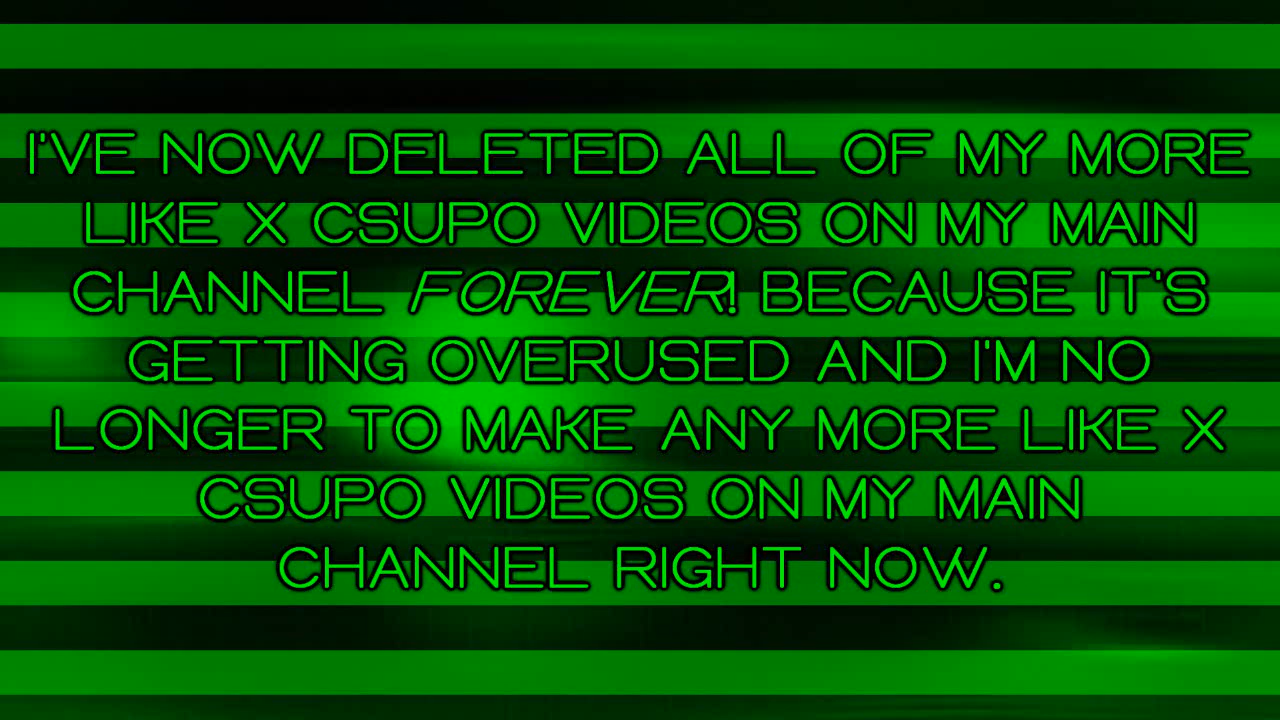 I'VE NOW DELETED ALL OF MY MORE
LIKE X CSUPO VIDEOS ON MY MAIN
CHANNEL FOREVER! BECAUSE IT'S
GETTING OVERUSED AND I'M NO
LONGER TO MAKE ANY MORE LIKE X
CSUPO VIDEOS ON MY MAIN
CHANNEL RIGHT NOW.